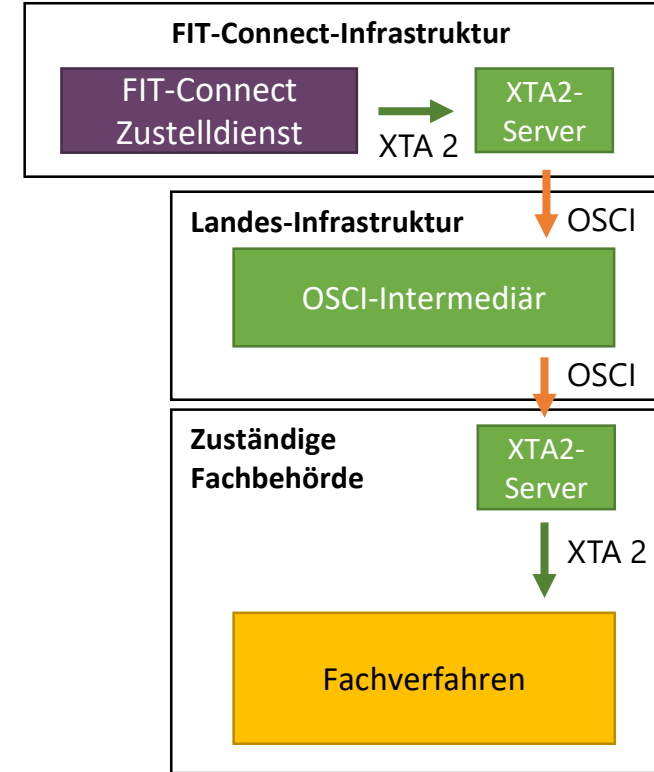 FIT-Connect-Infrastruktur
FIT-Connect
Zustelldienst
XTA 2
XTA2-
Server
OSCI
Landes-Infrastruktur
OSCI-Intermediär
OSCI
Zuständige
Fachbehörde
XTA2-
Server
XTA 2
Fachverfahren